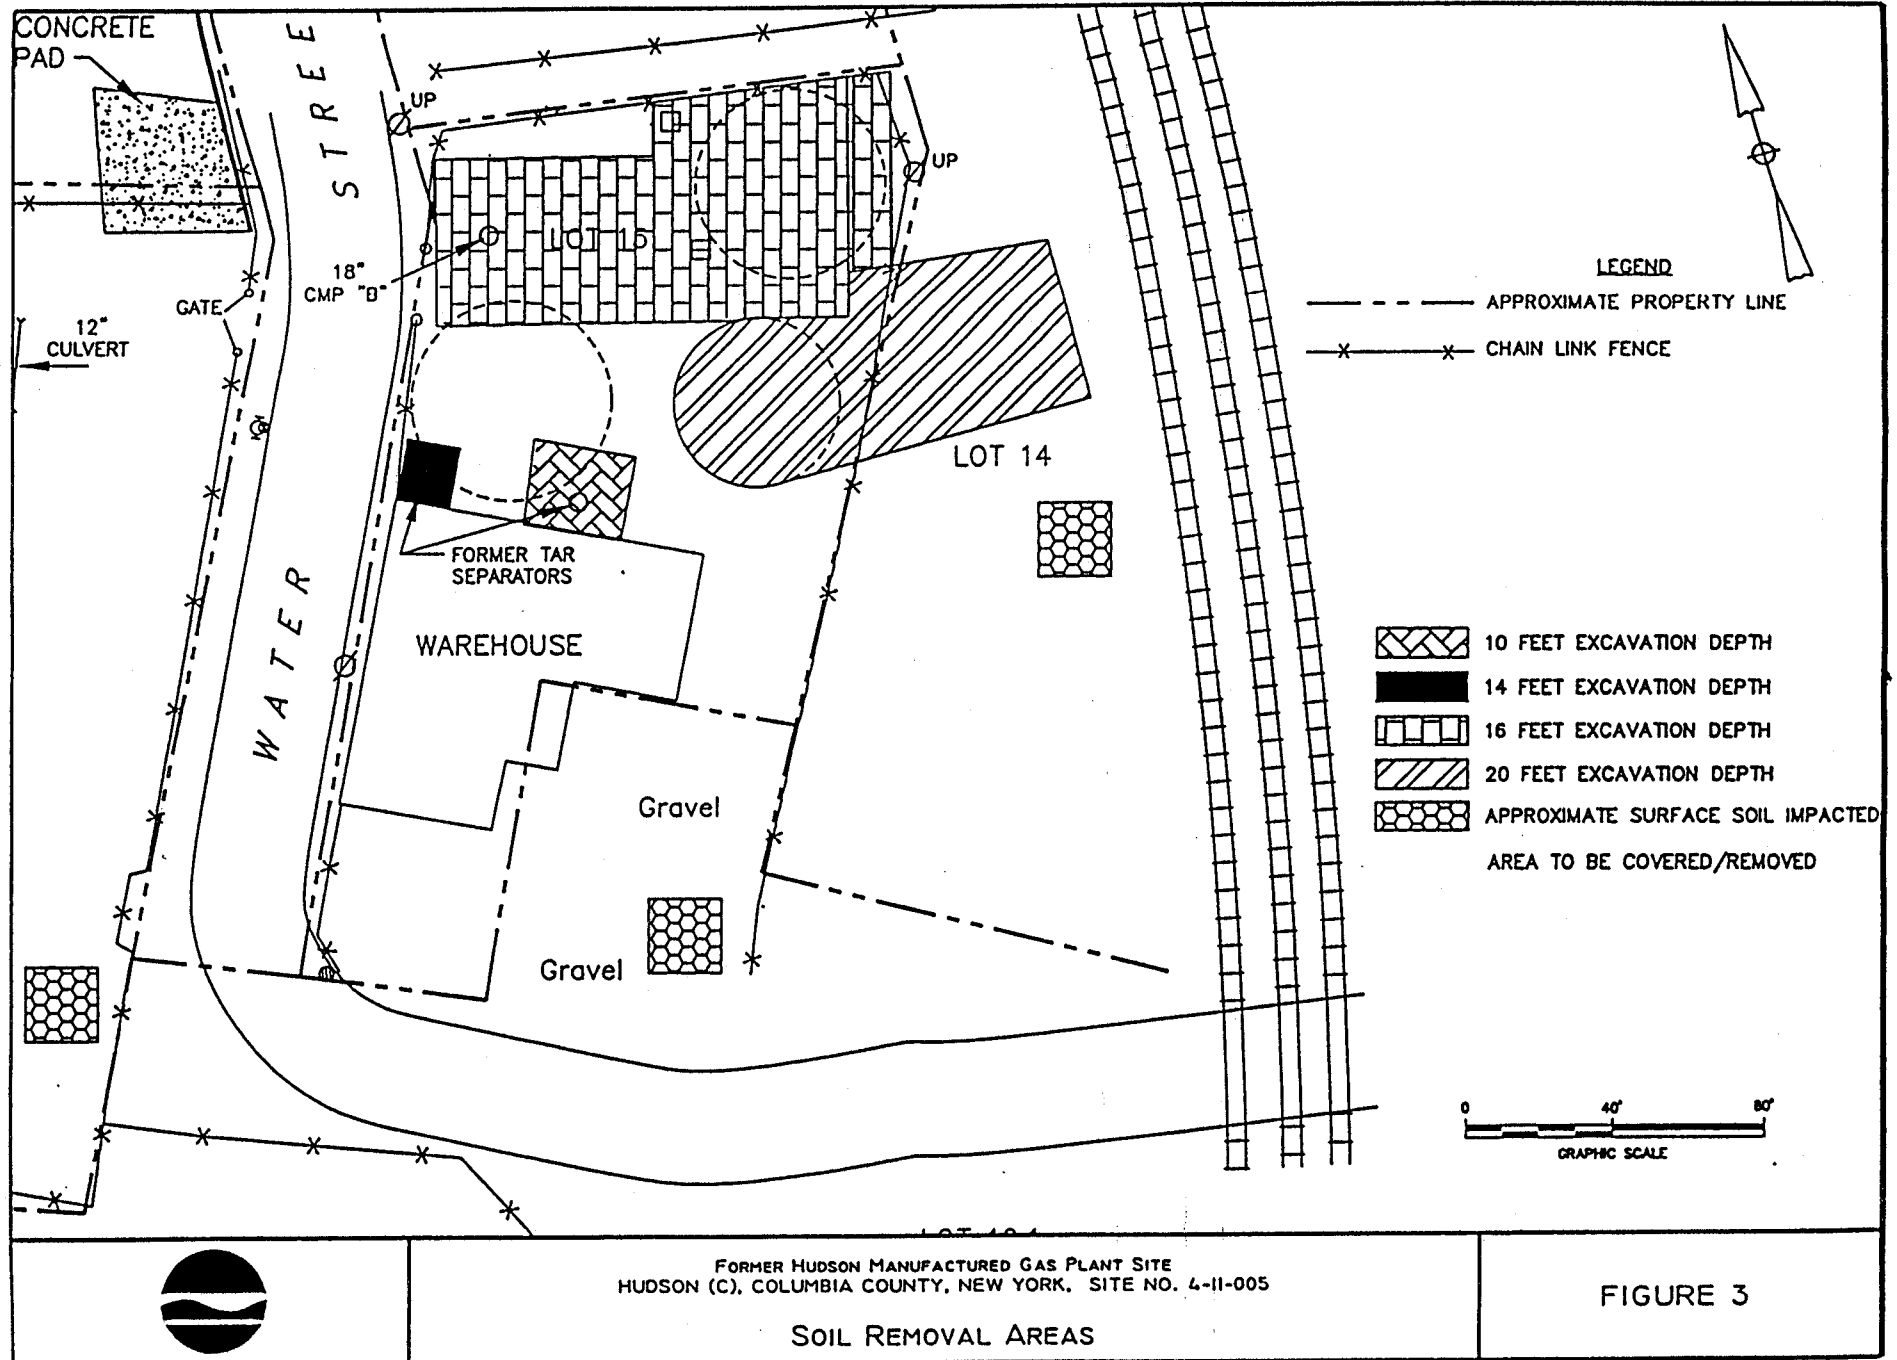 CONCRETE
PAD
WATER STREE
UP
UP
LOT 15
18"
CMP "B"
GATE
12"
CULVERT
LEGEND
APPROXIMATE PROPERTY LINE
CHAIN LINK FENCE
LOT 14
FORMER TAR
SEPARATORS
WAREHOUSE
10 FEET EXCAVATION DEPTH
14 FEET EXCAVATION DEPTH
16 FEET EXCAVATION DEPTH
20 FEET EXCAVATION DEPTH
APPROXIMATE SURFACE SOIL IMPACTED
AREA TO BE COVERED/REMOVED
Gravel
Gravel
0 40' 80'
GRAPHIC SCALE
FORMER HUDSON MANUFACTURED GAS PLANT SITE
HUDSON (C), COLUMBIA COUNTY, NEW YORK, SITE NO. 4-11-005
SOIL REMOVAL AREAS
FIGURE 3